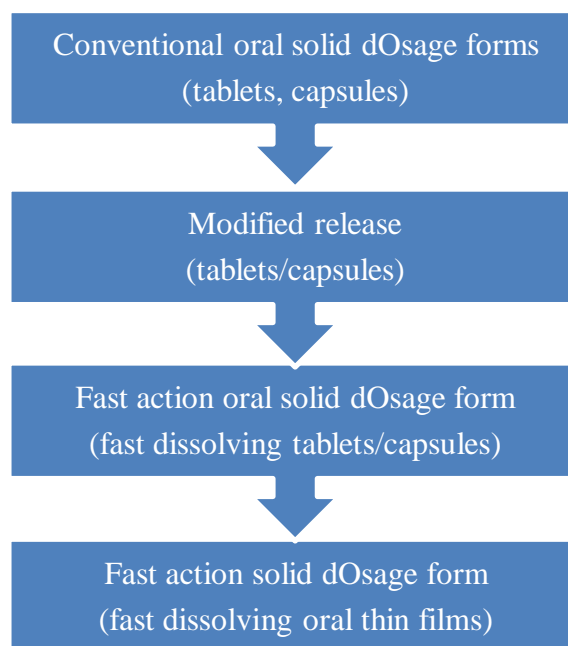 Conventional oral solid dOsage forms
(tablets, capsules)
Modified release
(tablets/capsules)
Fast action oral solid dOsage form
(fast dissolving tablets/capsules)
Fast action solid dOsage form
(fast dissolving oral thin films)